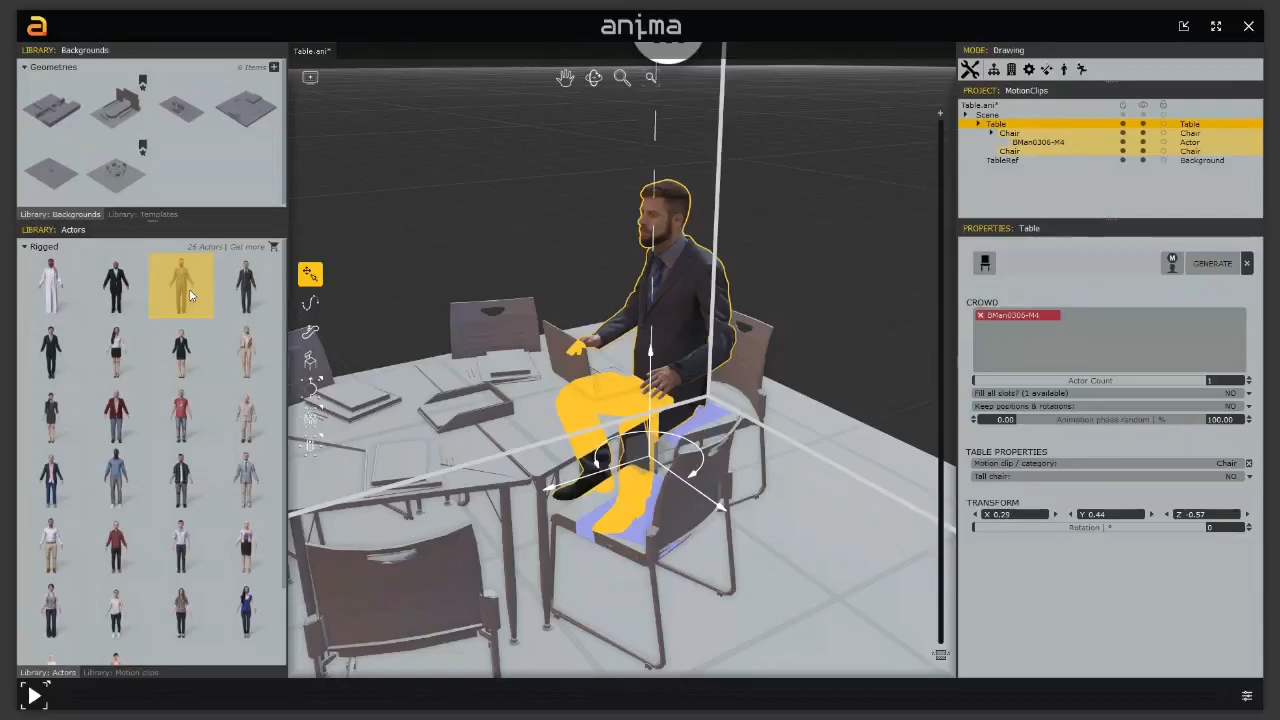 a
anima
LIBRARY: Backgrounds
Geometries
6 Items
Library: Backgrounds
Library: Templates
LIBRARY: Actors
Rigged
26 Actors | Get more
Library: Actors
Library: Motion clips
Table.ani*
MODE: Drawing
PROJECT: MotionClips
Table.ani*
Scene
Table Table
Chair Chair
BMan0306-M4 Actor
Chair Chair
TableRef Background
PROPERTIES: Table
M
GENERATE
CROWD
BMan0306-M4
Actor Count 1
Fill all slots? (1 available) NO
Keep positions & rotations: NO
0.00 Animation phase random | % 100.00
TABLE PROPERTIES
Motion clip / category: Chair
Tall chair: NO
TRANSFORM
X 0.29 Y 0.44 Z -0.57
Rotation | ° 0